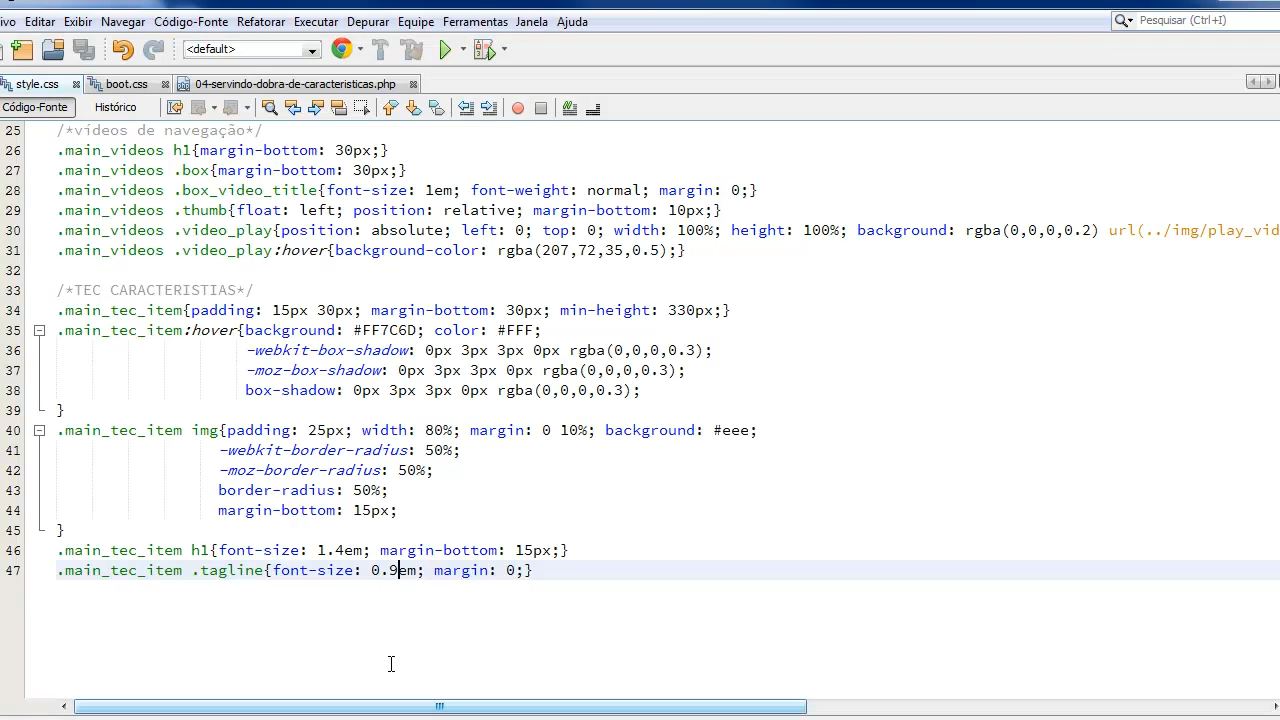 ivo Editar Exibir Navegar Código-Fonte Refatorar Executar Depurar Equipe Ferramentas Janela Ajuda Pesquisar (Ctrl+I)
<default>
style.css boot.css 04-servindo-dobra-de-caracteristicas.php
Código-Fonte Histórico
25 /*vídeos de navegação*/
26 .main_videos h1{margin-bottom: 30px;}
27 .main_videos .box{margin-bottom: 30px;}
28 .main_videos .box_video_title{font-size: 1em; font-weight: normal; margin: 0;}
29 .main_videos .thumb{float: left; position: relative; margin-bottom: 10px;}
30 .main_videos .video_play{position: absolute; left: 0; top: 0; width: 100%; height: 100%; background: rgba(0,0,0,0.2) url(../img/play_vid
31 .main_videos .video_play:hover{background-color: rgba(207,72,35,0.5);}
32
33 /*TEC CARACTERISTIAS*/
34 .main_tec_item{padding: 15px 30px; margin-bottom: 30px; min-height: 330px;}
35 .main_tec_item:hover{background: #FF7C6D; color: #FFF;
36 -webkit-box-shadow: 0px 3px 3px 0px rgba(0,0,0,0.3);
37 -moz-box-shadow: 0px 3px 3px 0px rgba(0,0,0,0.3);
38 box-shadow: 0px 3px 3px 0px rgba(0,0,0,0.3);
39 }
40 .main_tec_item img{padding: 25px; width: 80%; margin: 0 10%; background: #eee;
41 -webkit-border-radius: 50%;
42 -moz-border-radius: 50%;
43 border-radius: 50%;
44 margin-bottom: 15px;
45 }
46 .main_tec_item h1{font-size: 1.4em; margin-bottom: 15px;}
47 .main_tec_item .tagline{font-size: 0.9em; margin: 0;}